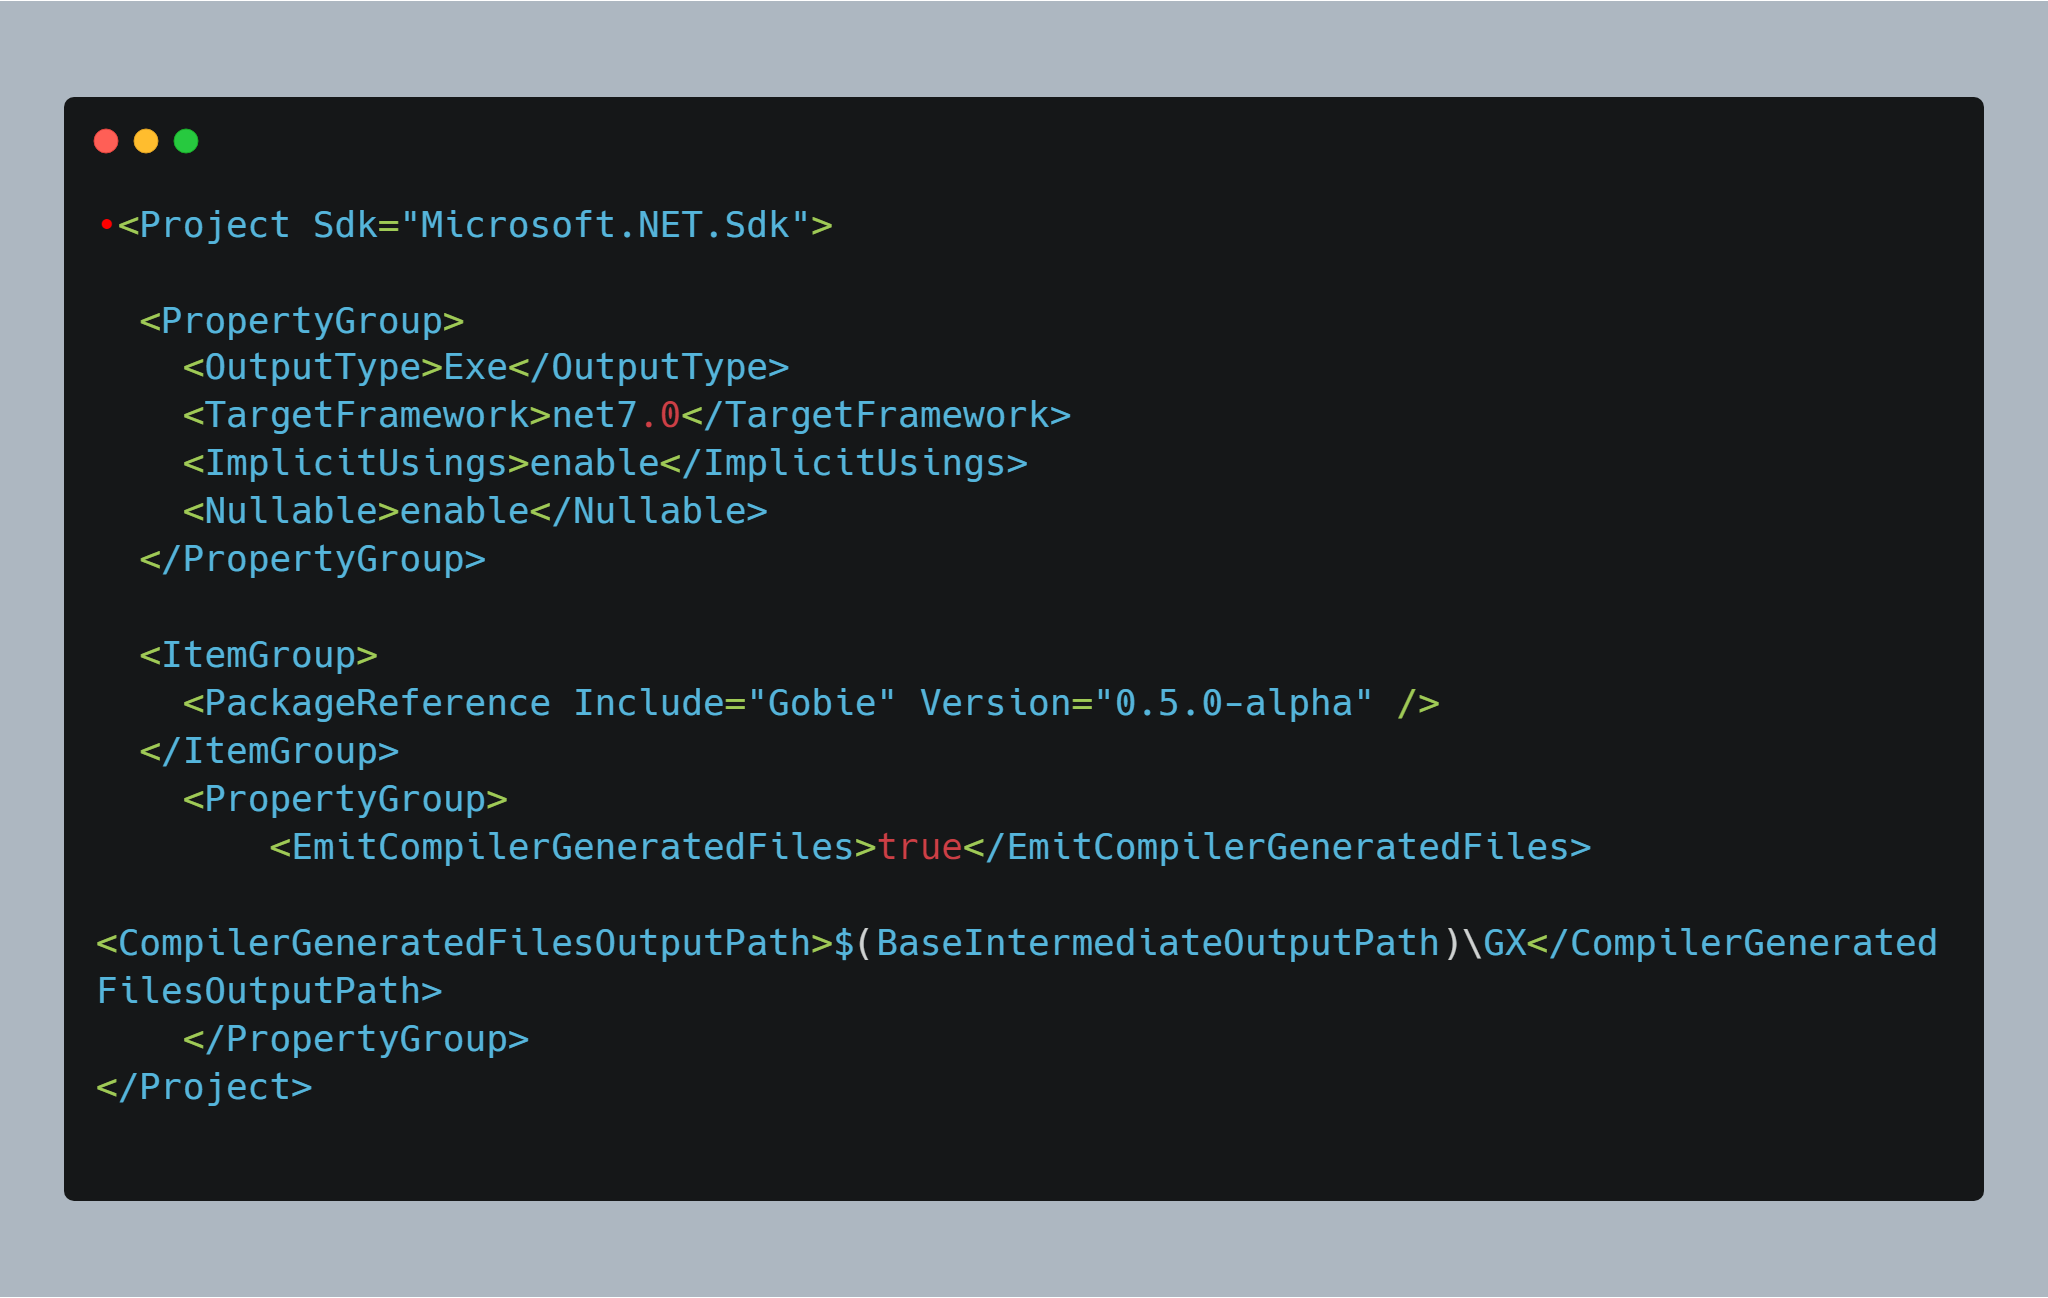 •<Project Sdk="Microsoft.NET.Sdk">
<PropertyGroup>
<OutputType>Exe</OutputType>
<TargetFramework>net7.0</TargetFramework>
<ImplicitUsings>enable</ImplicitUsings>
<Nullable>enable</Nullable>
</PropertyGroup>
<ItemGroup>
<PackageReference Include="Gobie" Version="0.5.0-alpha" />
</ItemGroup>
<PropertyGroup>
<EmitCompilerGeneratedFiles>true</EmitCompilerGeneratedFiles>
<CompilerGeneratedFilesOutputPath>$(BaseIntermediateOutputPath)\GX</CompilerGenerated
FilesOutputPath>
</PropertyGroup>
</Project>